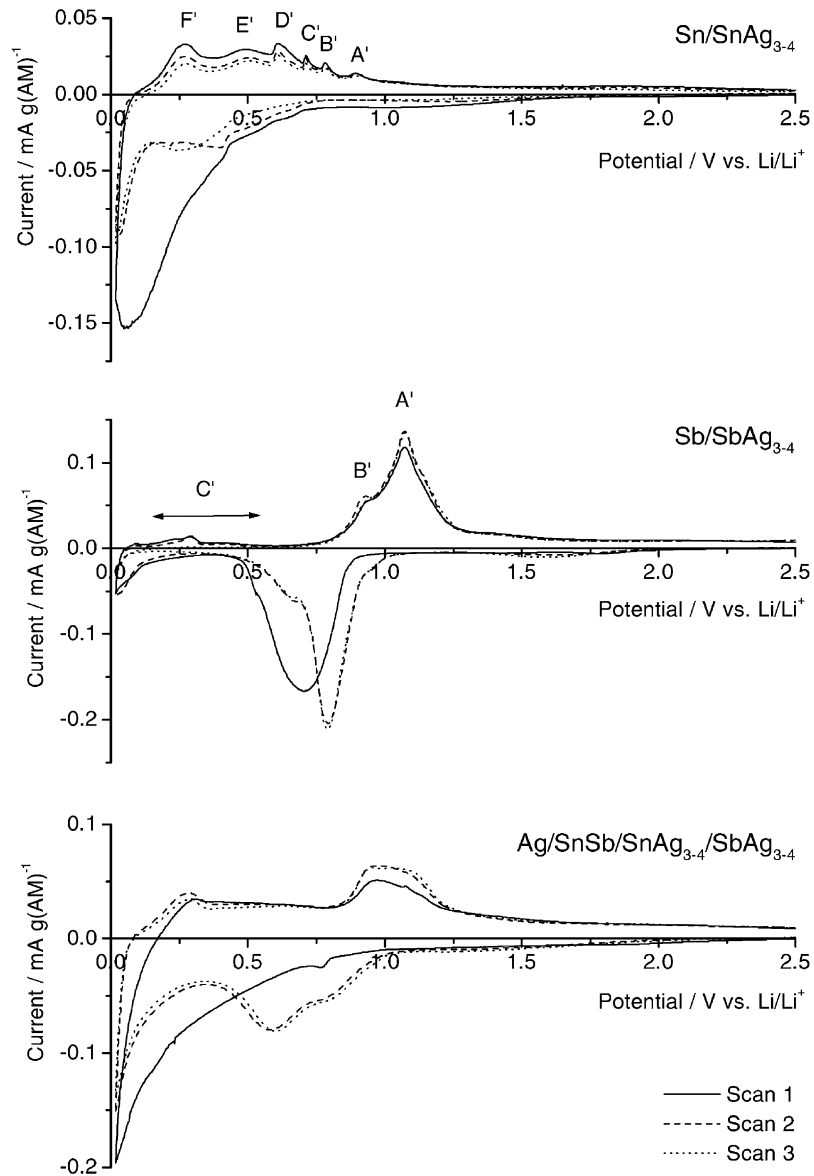 0.05
F' E' D' C' B' A'
Sn/SnAg3-4
0.00
0.0 0.5 1.0 1.5 2.0 2.5
Potential / V vs. Li/Li+
-0.05
-0.10
-0.15
Current / mA g(AM)-1
A'
Sb/SbAg3-4
0.1
B'
C'
0.0
0.0 0.5 1.0 1.5 2.0 2.5
Potential / V vs. Li/Li+
-0.1
-0.2
Current / mA g(AM)-1
0.1
Ag/SnSb/SnAg3-4/SbAg3-4
0.0
0.0 0.5 1.0 1.5 2.0 2.5
Potential / V vs. Li/Li+
-0.1
-0.2
Current / mA g(AM)-1
Scan 1
Scan 2
Scan 3